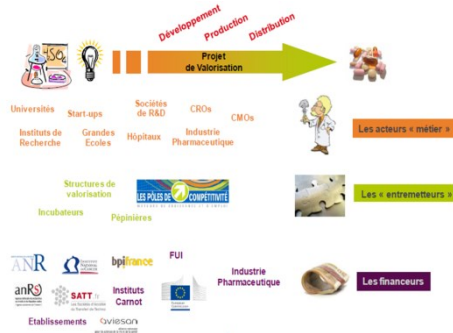 Développement
Production
Distribution
Projet
de Valorisation
Universités
Start-ups
Sociétés
de R&D
CROs
CMOs
Instituts de
Recherche
Grandes
Ecoles
Hôpitaux
Industrie
Pharmaceutique
Les acteurs « métier »
Structures de
valorisation
LES PÔLES DE COMPÉTITIVITÉ
Incubateurs
Pépinières
Les « entremetteurs »
ANR
bpifrance
FUI
anRS
SATT
Instituts
Carnot
Industrie
Pharmaceutique
Les financeurs
Etablissements
aviesan